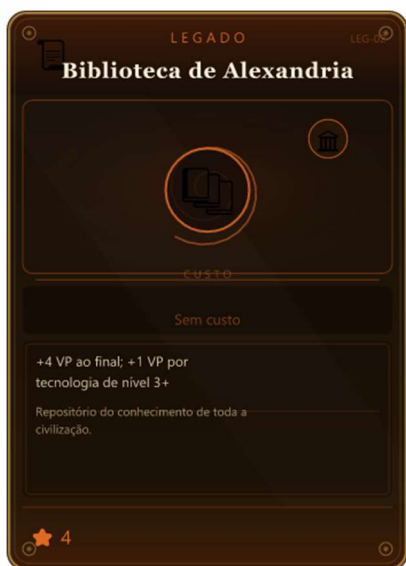 LEGADO
LEG-02
Biblioteca de Alexandria
CUSTO
Sem custo
+4 VP ao final; +1 VP por
tecnologia de nível 3+
Repositório do conhecimento de toda a
civilização.
4